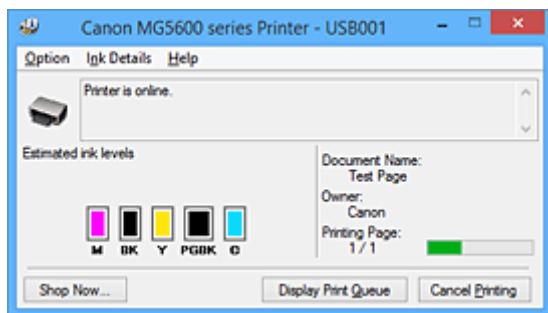 Canon MG5600 series Printer - USB001
Option Ink Details Help
Printer is online.
Estimated ink levels
Document Name:
Test Page
Owner:
Canon
Printing Page:
1 / 1
M BK Y PGBK C
Shop Now... Display Print Queue Cancel Printing